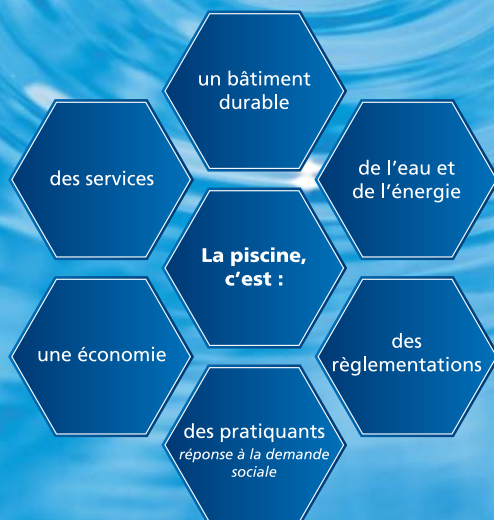 un bâtiment
durable
des services
de l'eau et
de l'énergie
La piscine,
c'est :
une économie
des
règlementations
des pratiquants
réponse à la demande
sociale